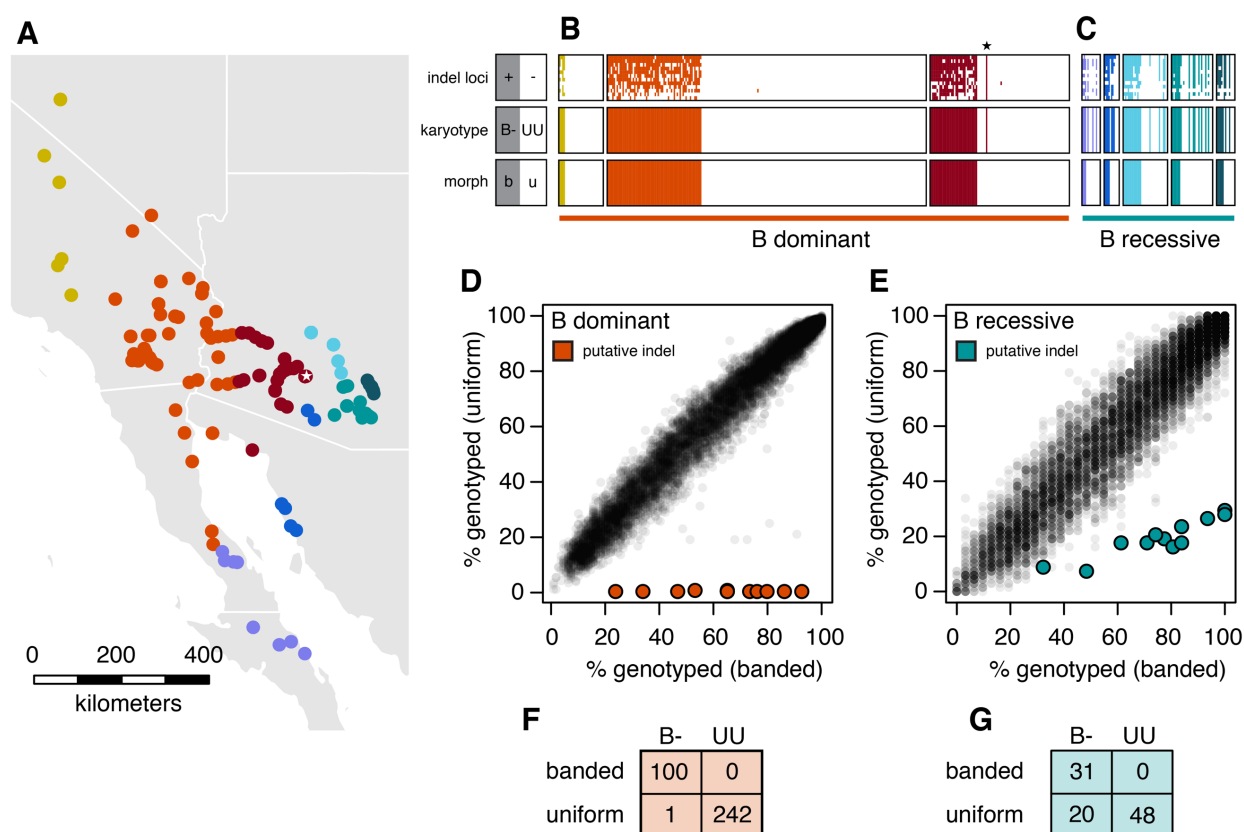 A
B
C
indel loci
+ -
karyotype
B- UU
morph
b u
B dominant
B recessive
0 200 400
kilometers
D
B dominant
putative indel
100
80
60
40
20
0
% genotyped (uniform)
0 20 40 60 80 100
% genotyped (banded)
E
B recessive
putative indel
100
80
60
40
20
0
% genotyped (uniform)
0 20 40 60 80 100
% genotyped (banded)
F
B- UU
banded 100 0
uniform 1 242
G
B- UU
banded 31 0
uniform 20 48